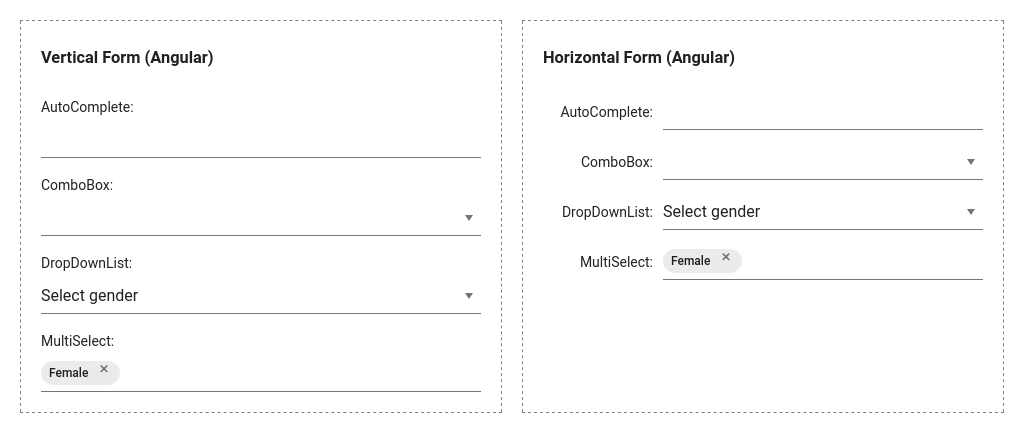 Vertical Form (Angular)
AutoComplete:
ComboBox:
DropDownList:
Select gender
MultiSelect:
Female
Horizontal Form (Angular)
AutoComplete:
ComboBox:
DropDownList: Select gender
MultiSelect: Female